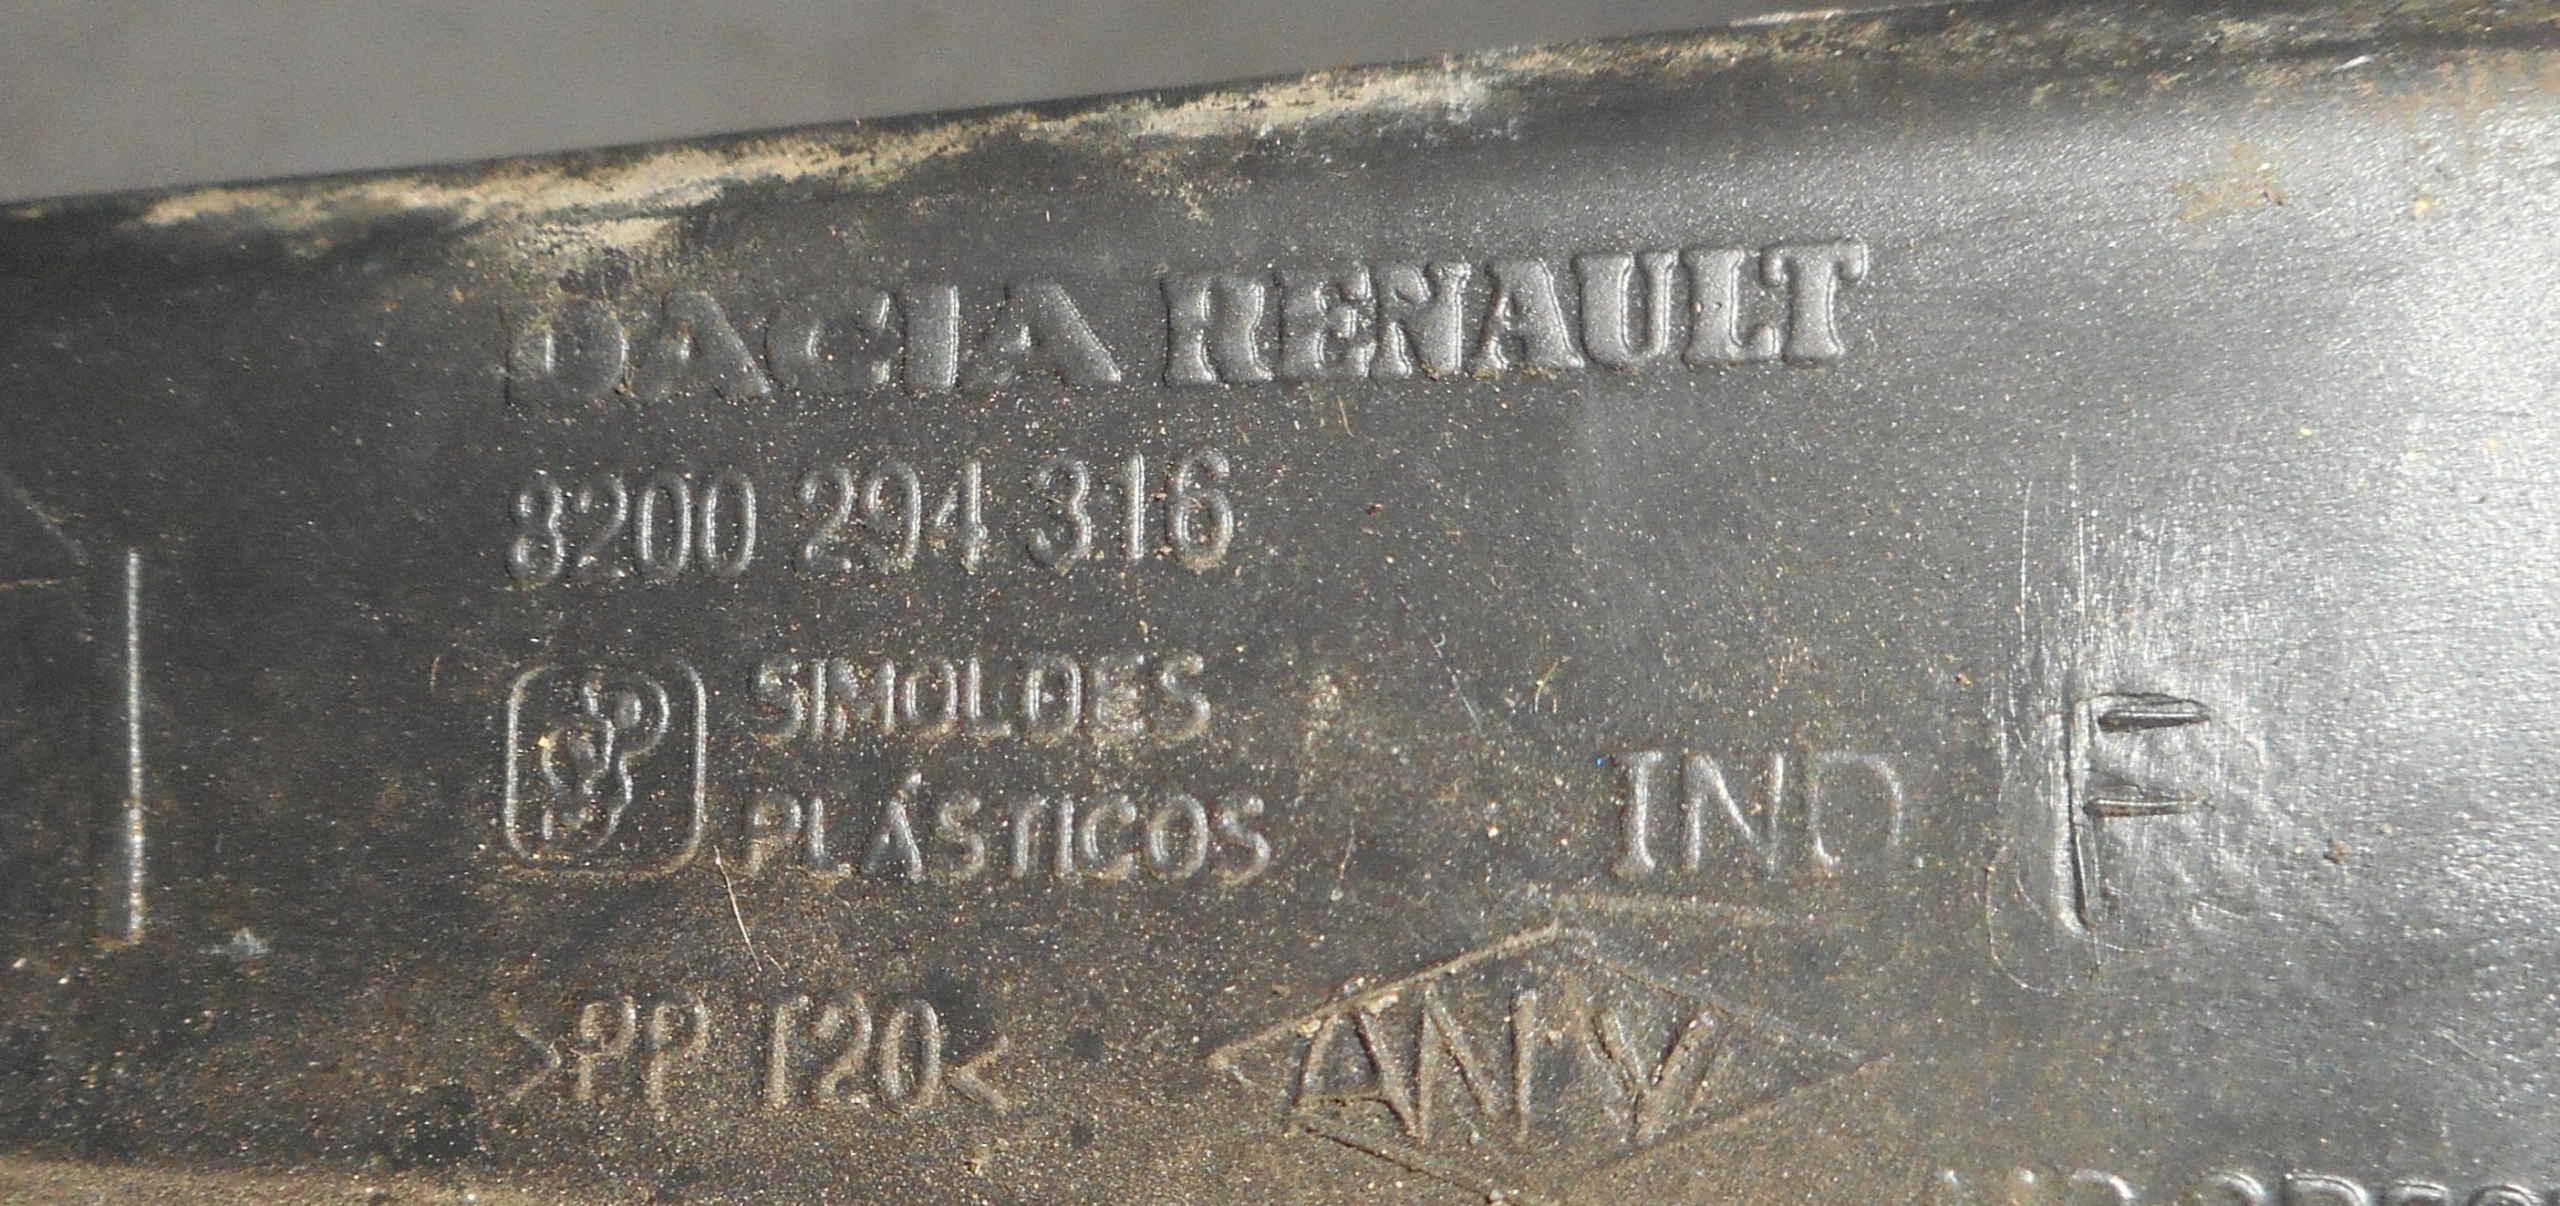 DACIA RENAULT
8200 294 316
SIMOLDES
PLÁSTICOS
IND F
>PP T20<